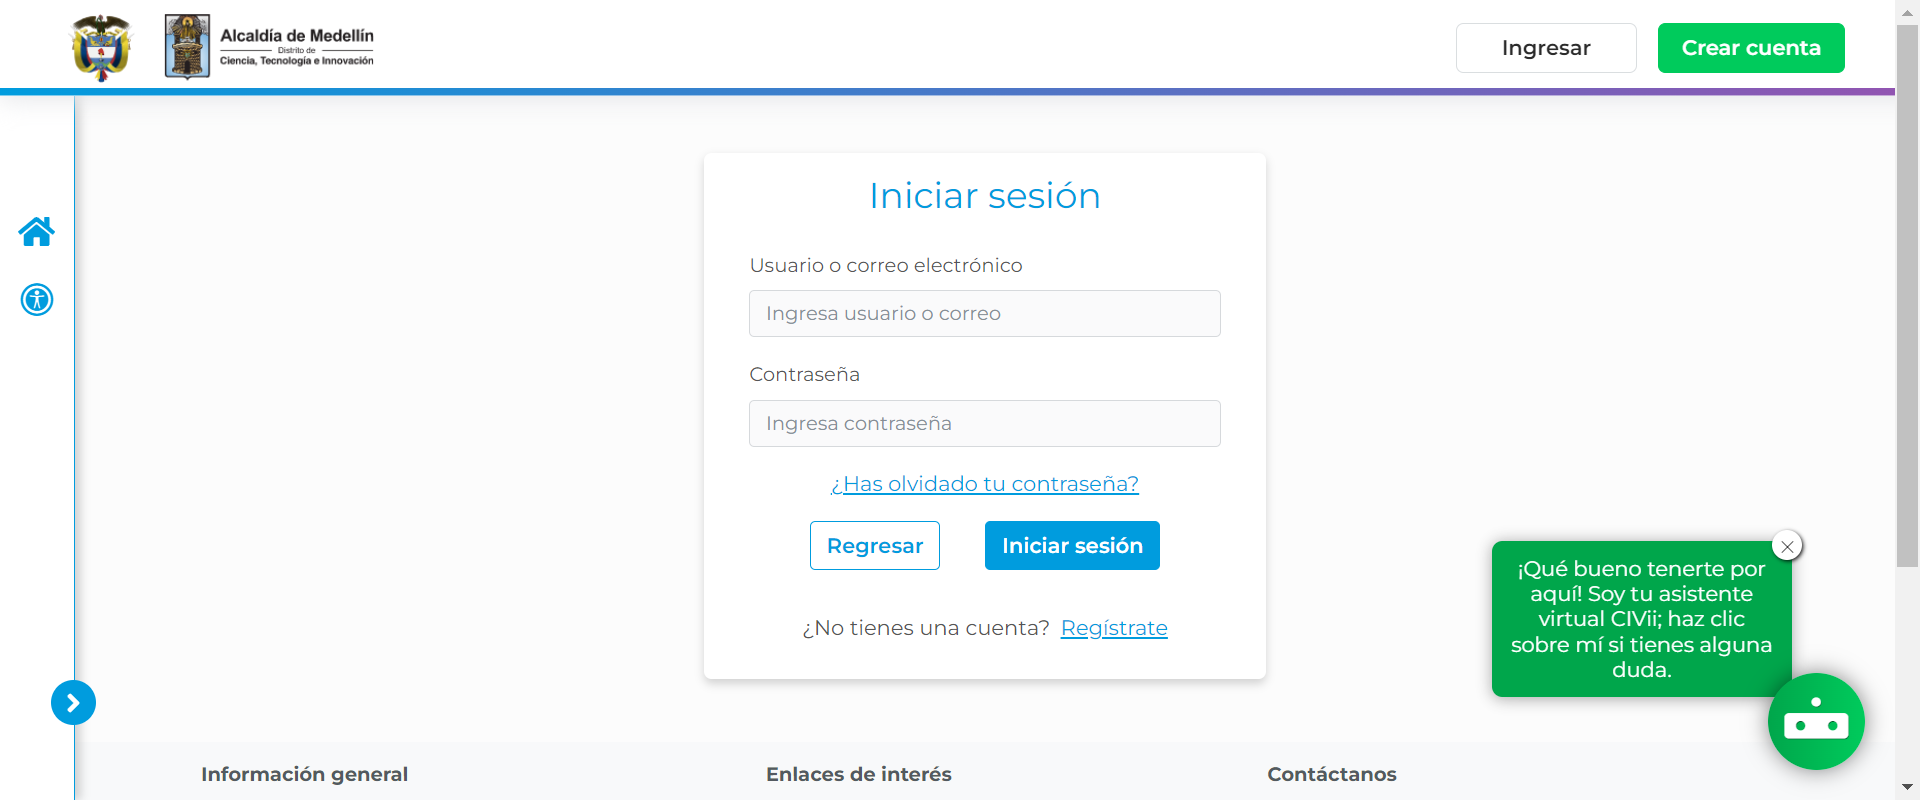 Alcaldía de Medellín
Distrito de
Ciencia, Tecnología e Innovación
Ingresar
Crear cuenta
Iniciar sesión
Usuario o correo electrónico
Ingresa usuario o correo
Contraseña
Ingresa contraseña
¿Has olvidado tu contraseña?
Regresar
Iniciar sesión
¿No tienes una cuenta? Regístrate
¡Qué bueno tenerte por
aquí! Soy tu asistente
virtual CIVii; haz clic
sobre mí si tienes alguna
duda.
Información general
Enlaces de interés
Contáctanos